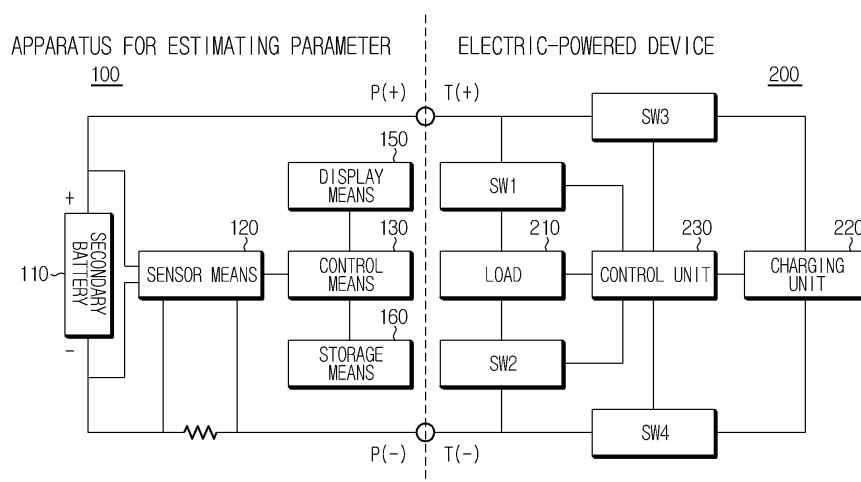 APPARATUS FOR ESTIMATING PARAMETER
ELECTRIC-POWERED DEVICE
100
200
P(+)
T(+)
SW3
150
DISPLAY
MEANS
SW1
+
120
130
210
230
220
110
SECONDARY
BATTERY
SENSOR MEANS
CONTROL
MEANS
LOAD
CONTROL UNIT
CHARGING
UNIT
160
-
STORAGE
MEANS
SW2
SW4
P(-)
T(-)